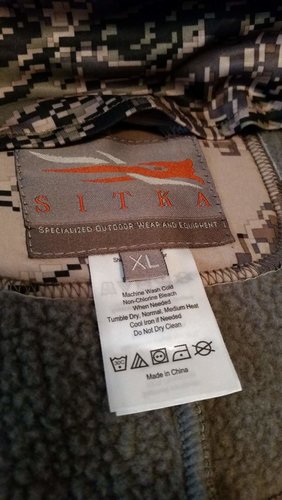 SITKA
SPECIALIZED OUTDOOR WEAR AND EQUIPMENT
XL
Machine Wash Cold
Non-Chlorine Bleach
When Needed
Tumble Dry, Normal, Medium Heat
Cool Iron if Needed
Do Not Dry Clean
Made in China